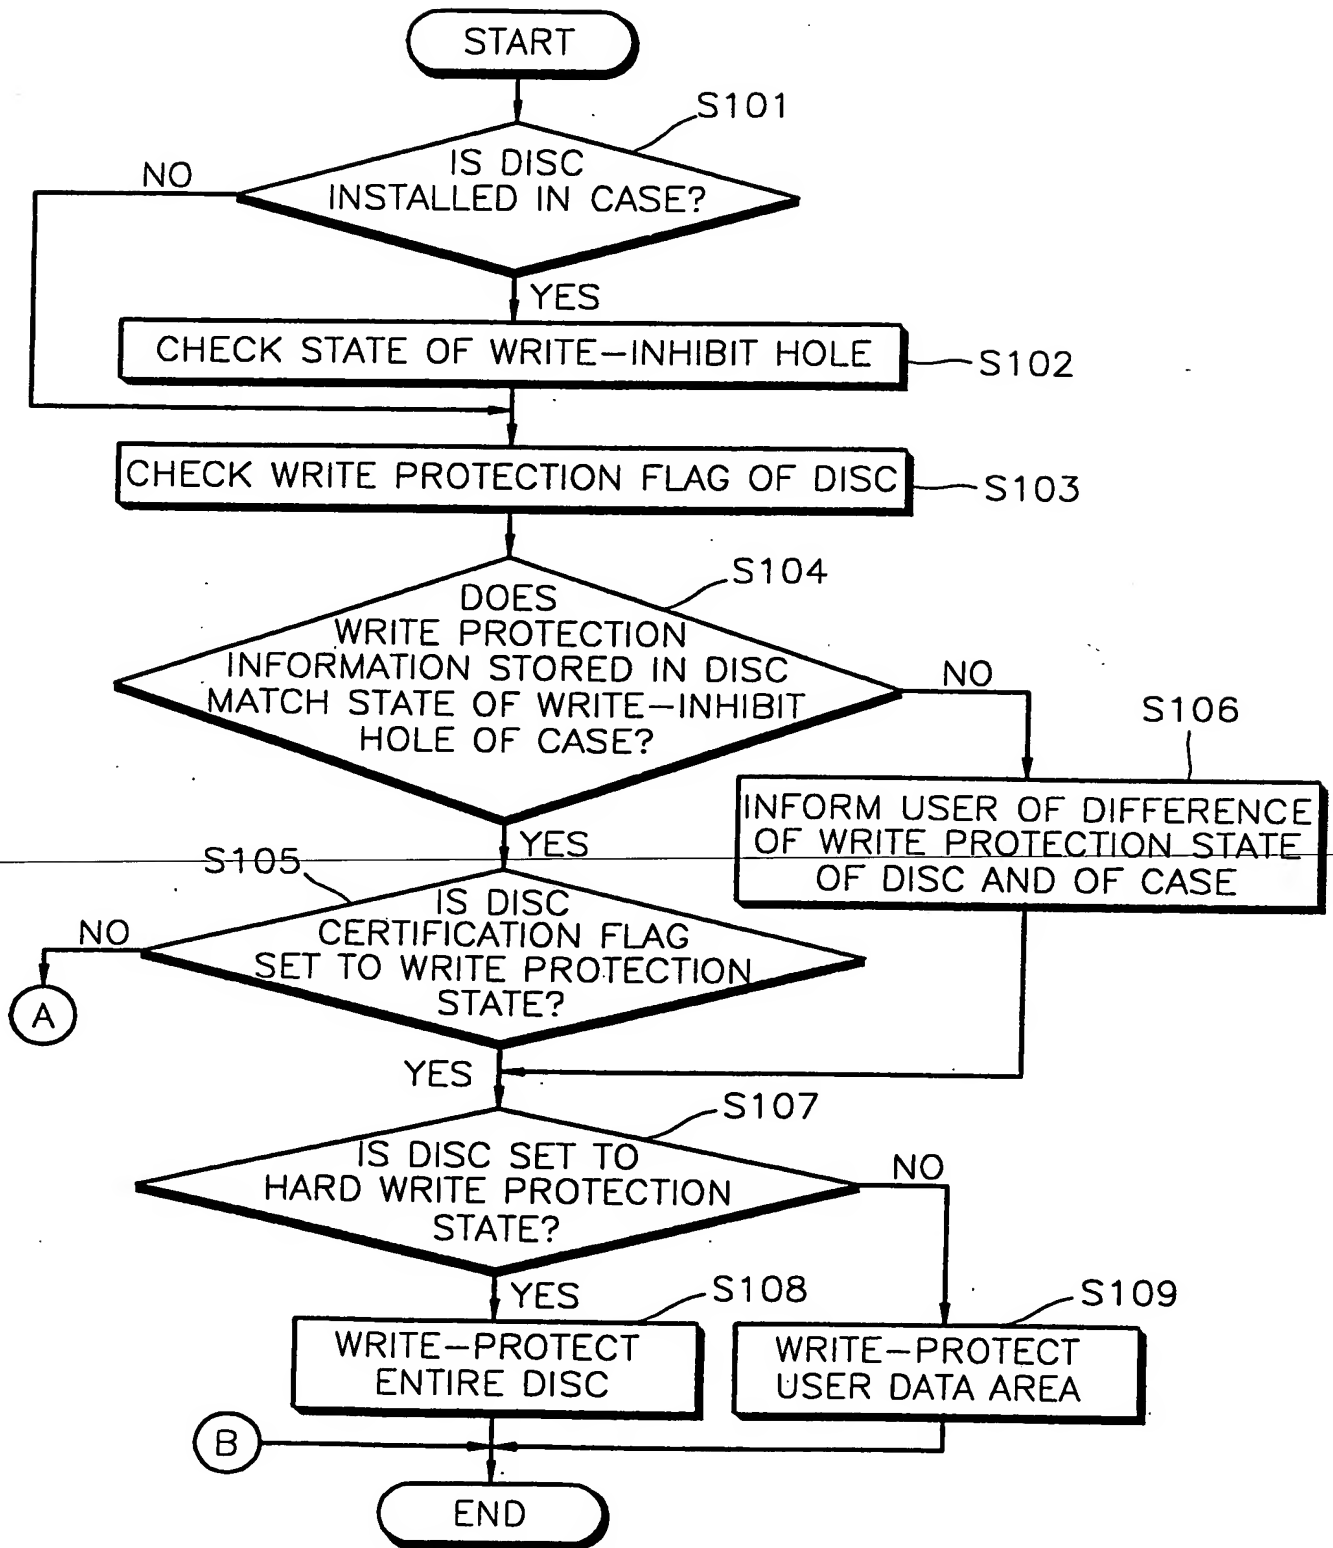 START
S101
IS DISC
INSTALLED IN CASE?
NO
YES
CHECK STATE OF WRITE-INHIBIT HOLE
S102
CHECK WRITE PROTECTION FLAG OF DISC
S103
S104
DOES
WRITE PROTECTION
INFORMATION STORED IN DISC
MATCH STATE OF WRITE-INHIBIT
HOLE OF CASE?
NO
S106
INFORM USER OF DIFFERENCE
OF WRITE PROTECTION STATE
OF DISC AND OF CASE
YES
S105
IS DISC
CERTIFICATION FLAG
SET TO WRITE PROTECTION
STATE?
NO
A
YES
S107
IS DISC SET TO
HARD WRITE PROTECTION
STATE?
NO
YES
S108
S109
WRITE-PROTECT
ENTIRE DISC
WRITE-PROTECT
USER DATA AREA
B
END